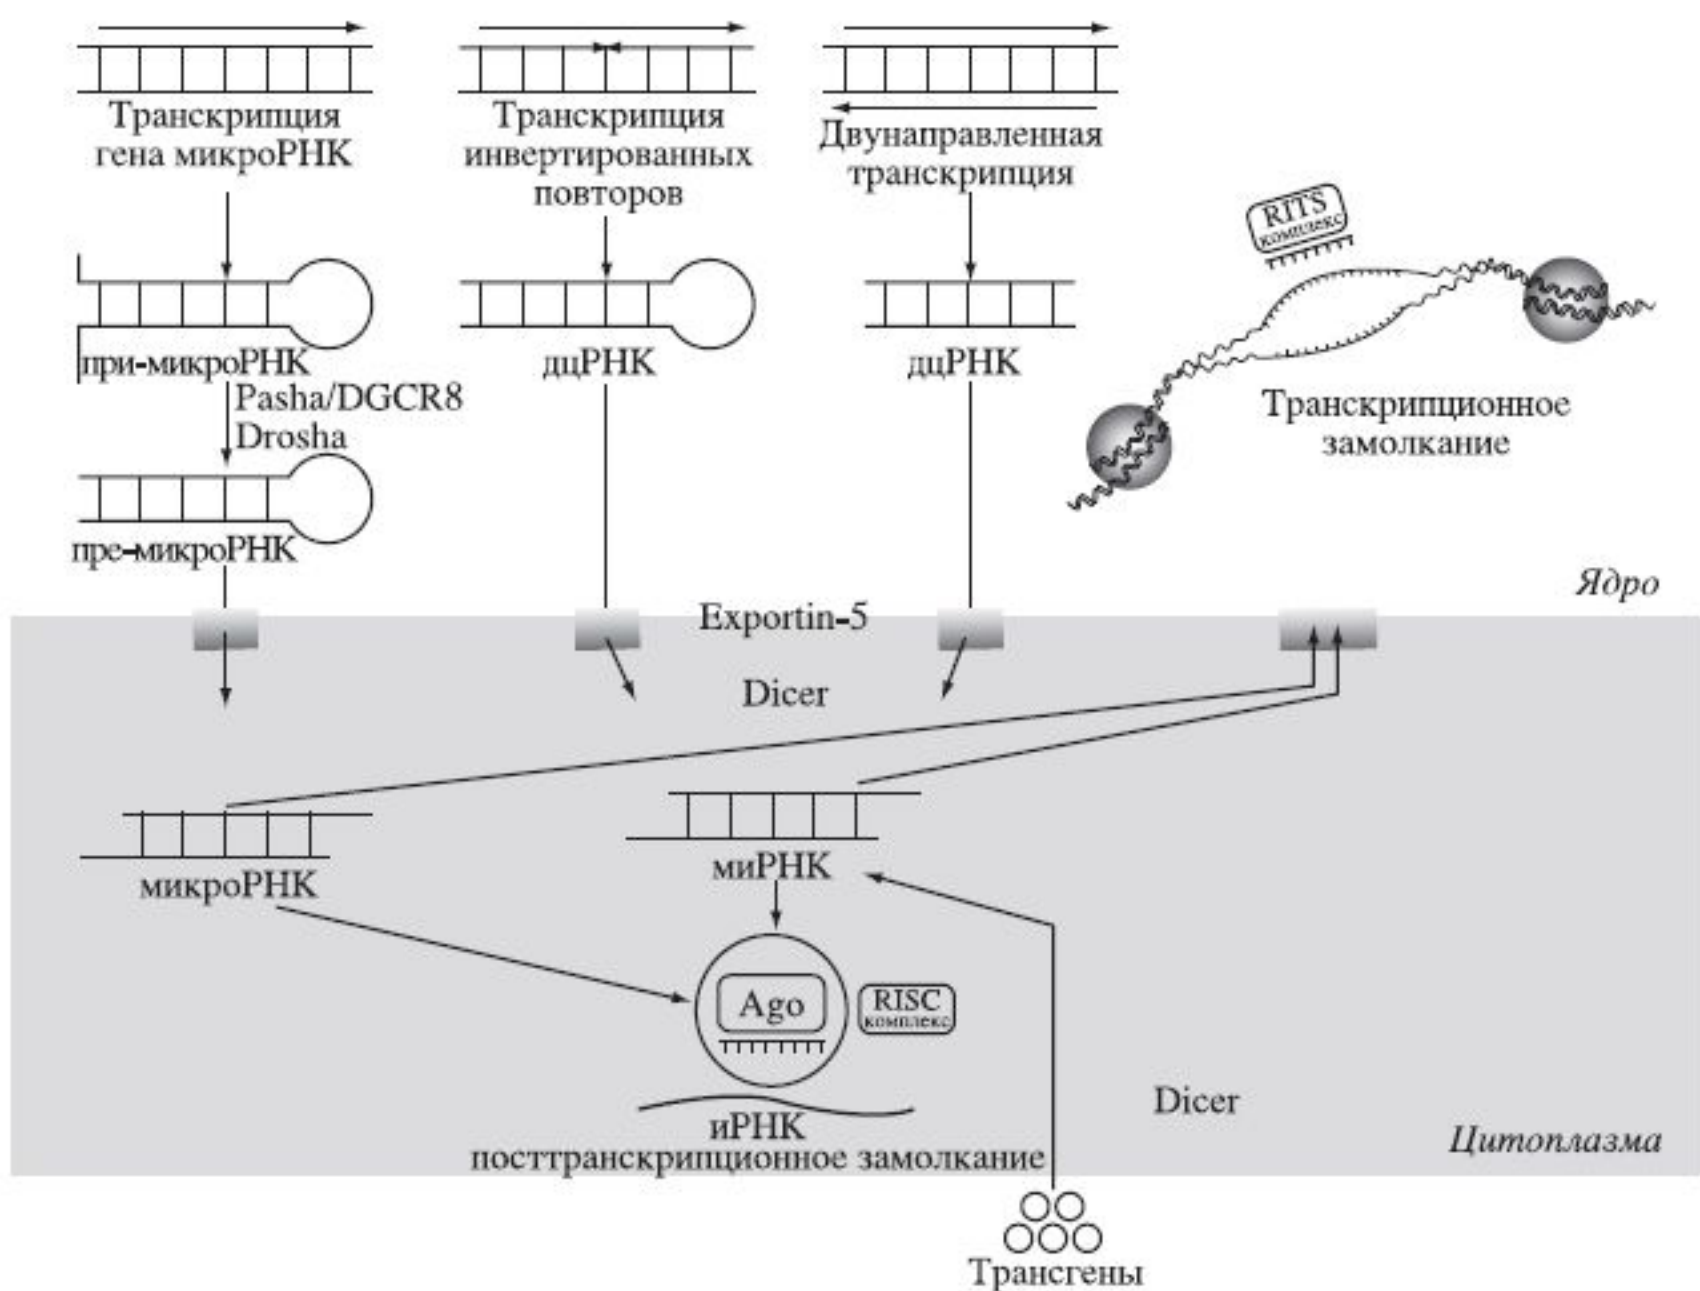 Транскрипция
гена микроРНК
Транскрипция
инвертированных
повторов
Двунаправленная
транскрипция
RITS
комплекс
при-микроРНК
дцРНК
дцРНК
Pasha/DGCR8
Drosha
Транскрипционное
замолкание
пре-микроРНК
Ядро
Exportin-5
Dicer
микроРНК
миРНК
Ago
RISC
комплекс
иРНК
посттранскрипционное замолкание
Dicer
Цитоплазма
Трансгены